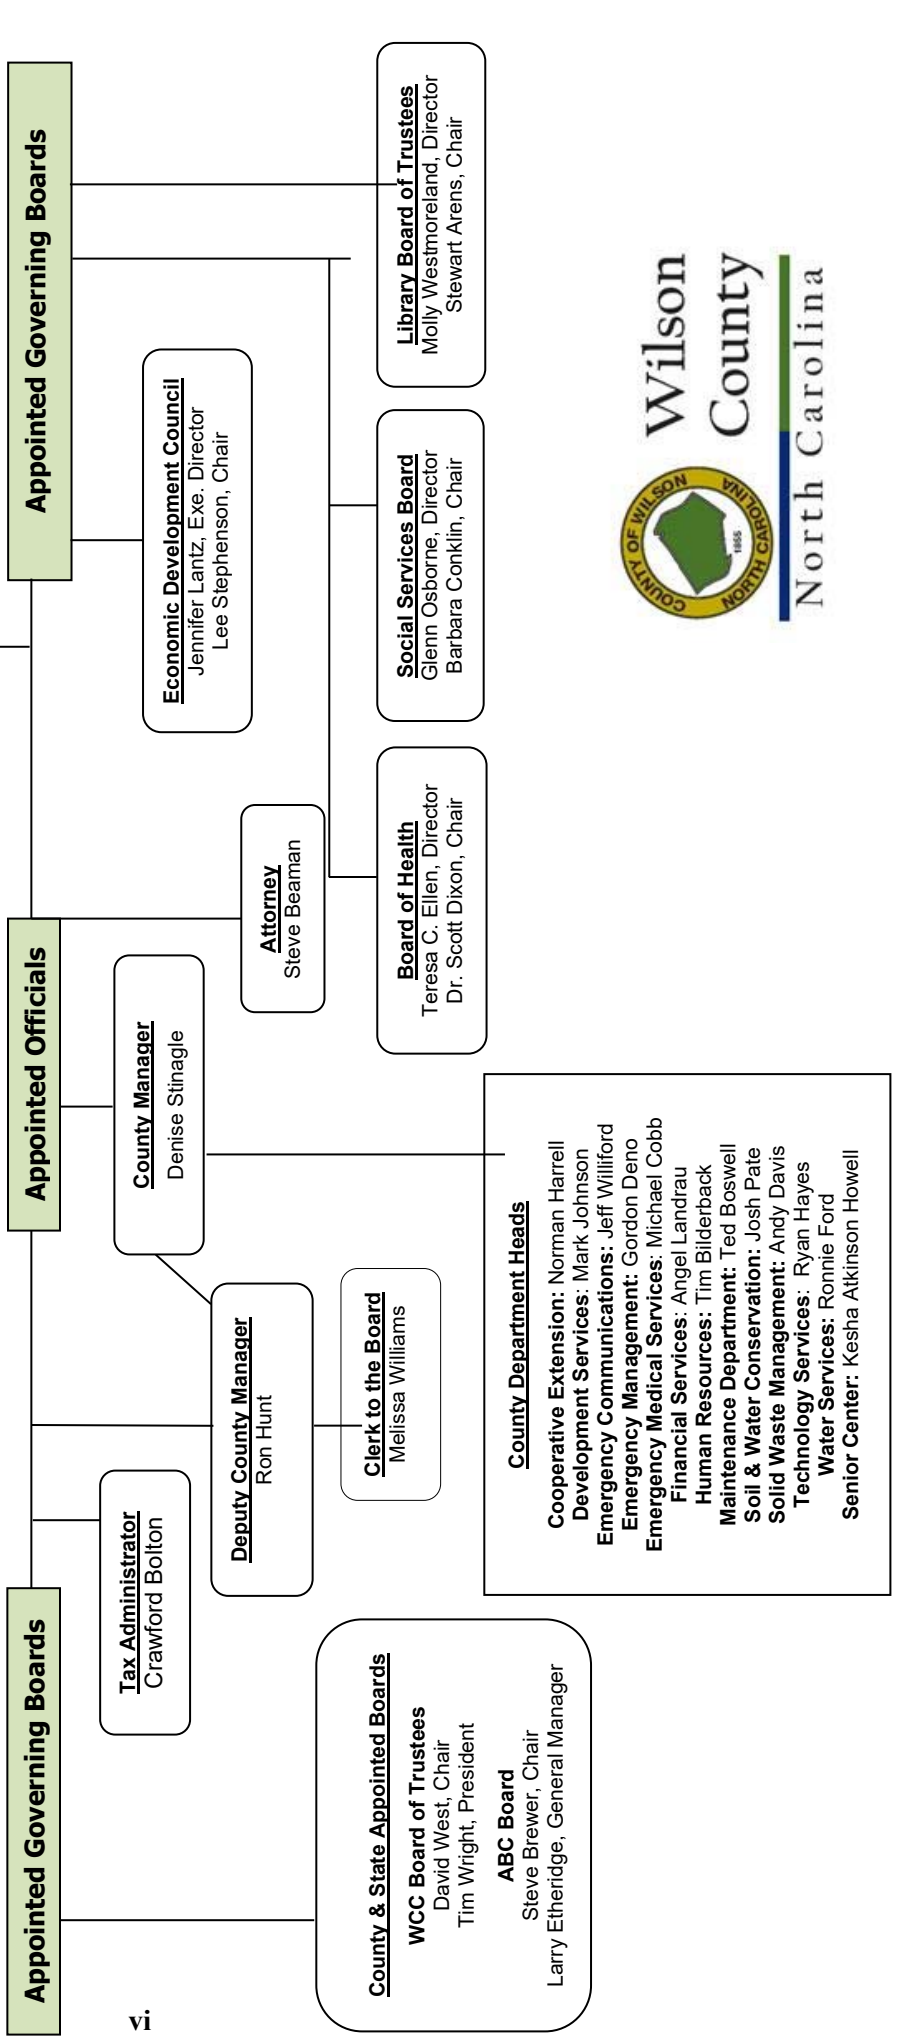 Appointed Governing Boards
Appointed Officials
Appointed Governing Boards
Tax Administrator
Crawford Bolton
County Manager
Denise Stinagle
Economic Development Council
Jennifer Lantz, Exe. Director
Lee Stephenson, Chair
Deputy County Manager
Ron Hunt
Attorney
Steve Beaman
Clerk to the Board
Melissa Williams
County & State Appointed Boards
WCC Board of Trustees
David West, Chair
Tim Wright, President
ABC Board
Steve Brewer, Chair
Larry Etheridge, General Manager
Board of Health
Teresa C. Ellen, Director
Dr. Scott Dixon, Chair
Social Services Board
Glenn Osborne, Director
Barbara Conklin, Chair
Library Board of Trustees
Molly Westmoreland, Director
Stewart Arens, Chair
County Department Heads
Cooperative Extension: Norman Harrell
Development Services: Mark Johnson
Emergency Communications: Jeff Williford
Emergency Management: Gordon Deno
Emergency Medical Services: Michael Cobb
Financial Services: Angel Landrau
Human Resources: Tim Bilderback
Maintenance Department: Ted Boswell
Soil & Water Conservation: Josh Pate
Solid Waste Management: Andy Davis
Technology Services: Ryan Hayes
Water Services: Ronnie Ford
Senior Center: Kesha Atkinson Howell
COUNTY OF WILSON
NORTH CAROLINA
1855
Wilson
County
North Carolina
vi